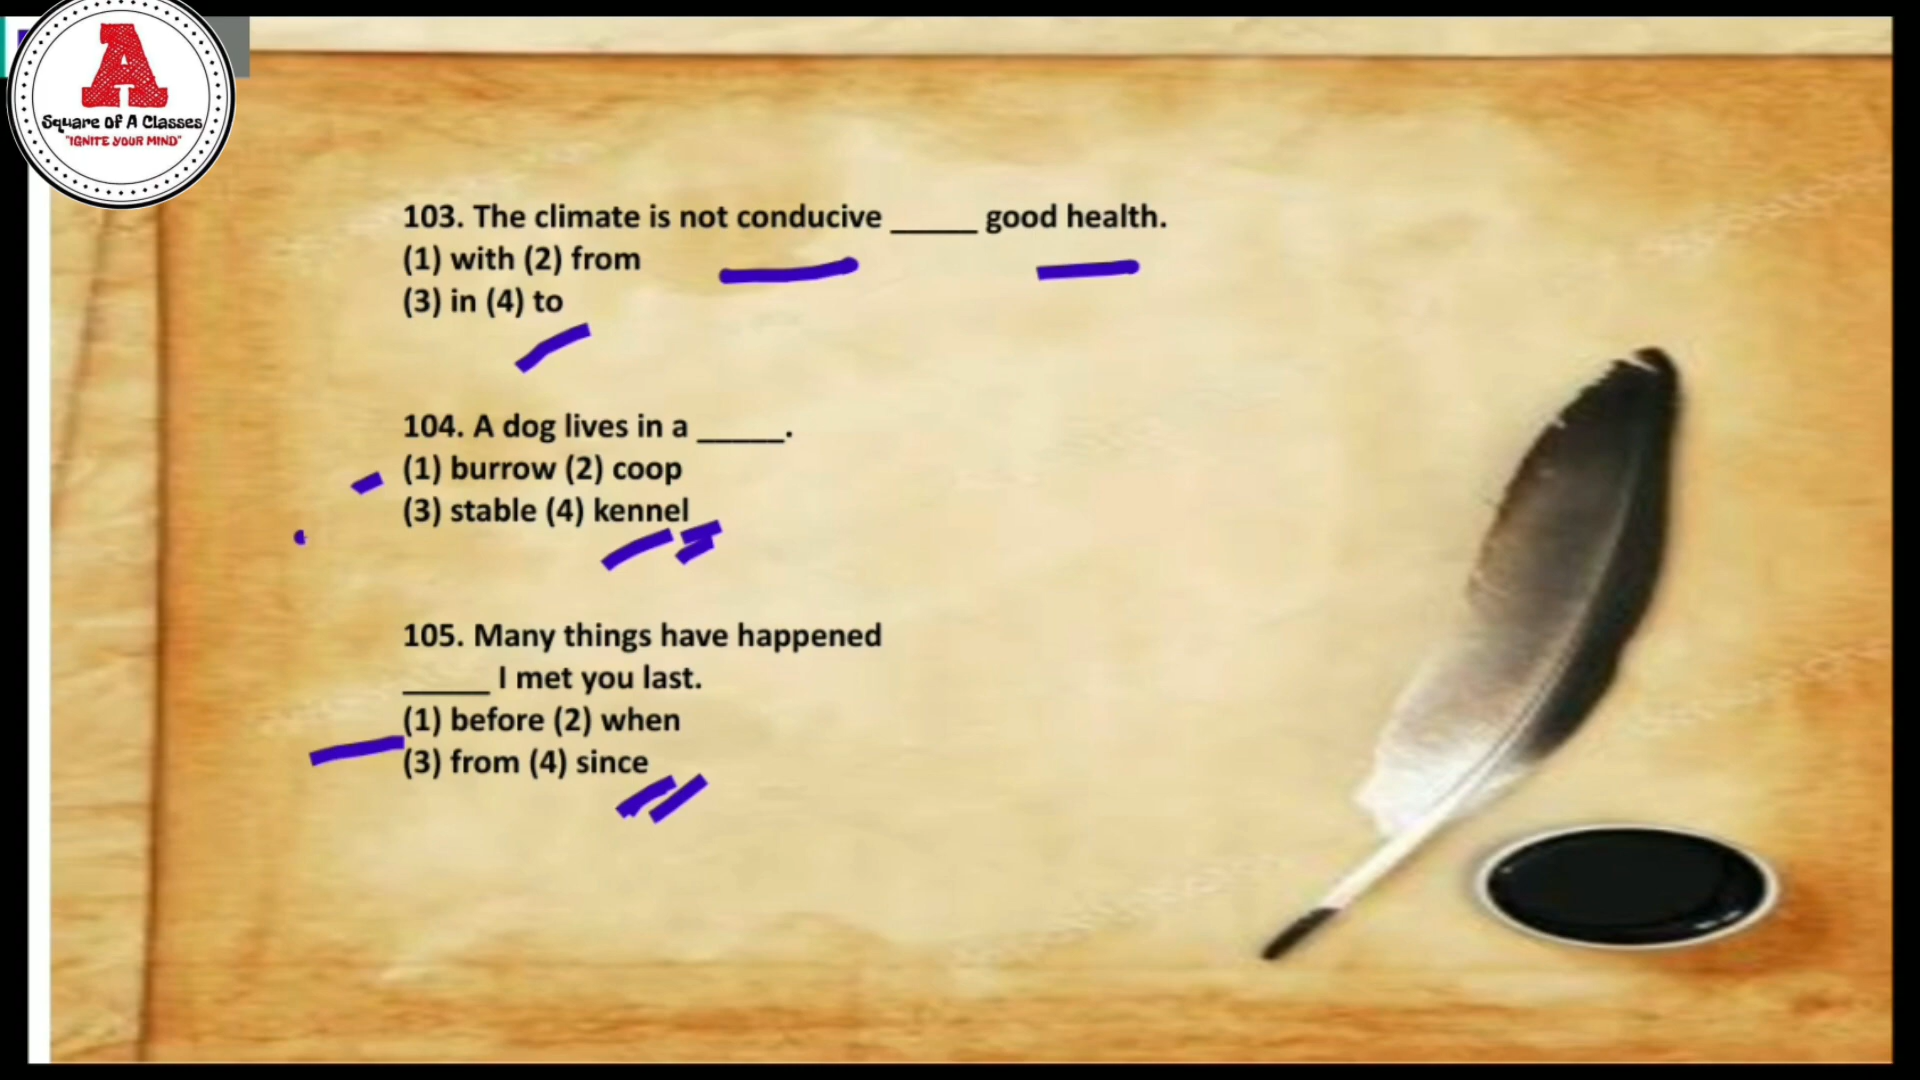 A
Square Of A Classes
"IGNITE YOUR MIND"
103. The climate is not conducive _____ good health.
(1) with (2) from
(3) in (4) to
104. A dog lives in a _____.
(1) burrow (2) coop
(3) stable (4) kennel
105. Many things have happened
_____ I met you last.
(1) before (2) when
(3) from (4) since